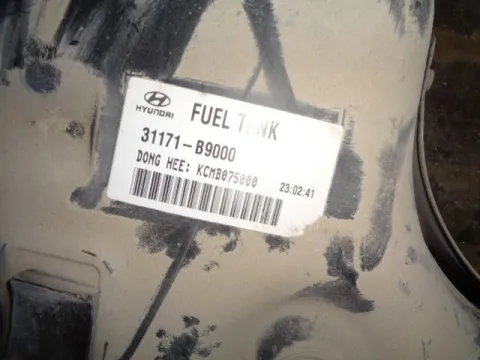 HYUNDAI
FUEL TANK
31171-B9000
DONG HEE: KCMB075000
23:02:41